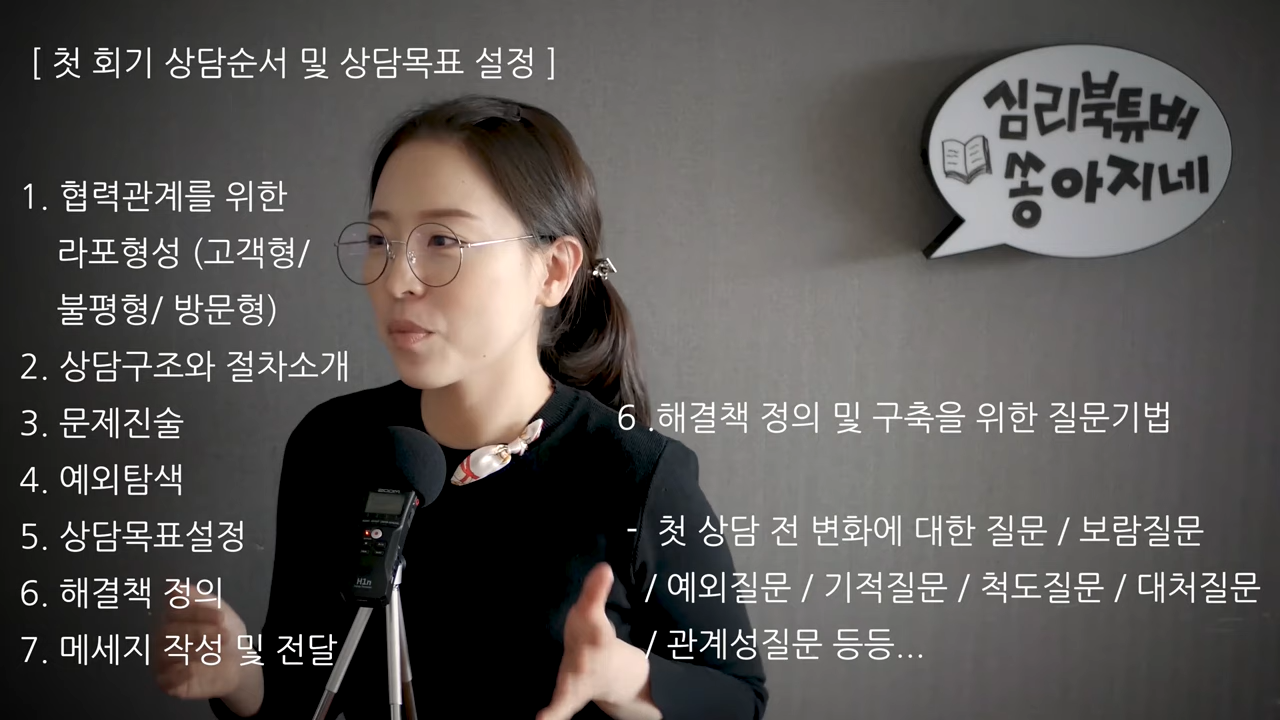 [ 첫 회기 상담순서 및 상담목표 설정 ]
심리북튜버
쏭아지네
1. 협력관계를 위한
라포형성 (고객형/
불평형/ 방문형)
2. 상담구조와 절차소개
3. 문제진술
4. 예외탐색
5. 상담목표설정
6. 해결책 정의
7. 메세지 작성 및 전달
6 .해결책 정의 및 구축을 위한 질문기법
- 첫 상담 전 변화에 대한 질문 / 보람질문
/ 예외질문 / 기적질문 / 척도질문 / 대처질문
/ 관계성질문 등등...
zoom
H1n